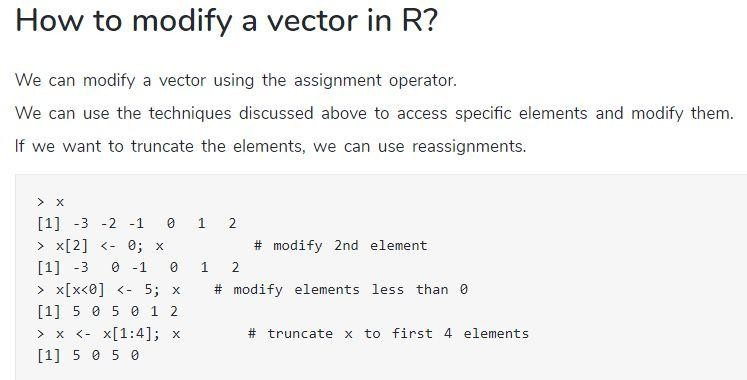 How to modify a vector in R?
We can modify a vector using the assignment operator.
We can use the techniques discussed above to access specific elements and modify them.
If we want to truncate the elements, we can use reassignments.
> x
[1] -3 -2 -1  0  1  2
> x[2] <- 0; x           # modify 2nd element
[1] -3  0 -1  0  1  2
> x[x<0] <- 5; x    # modify elements less than 0
[1] 5 0 5 0 1 2
> x <- x[1:4]; x        # truncate x to first 4 elements
[1] 5 0 5 0